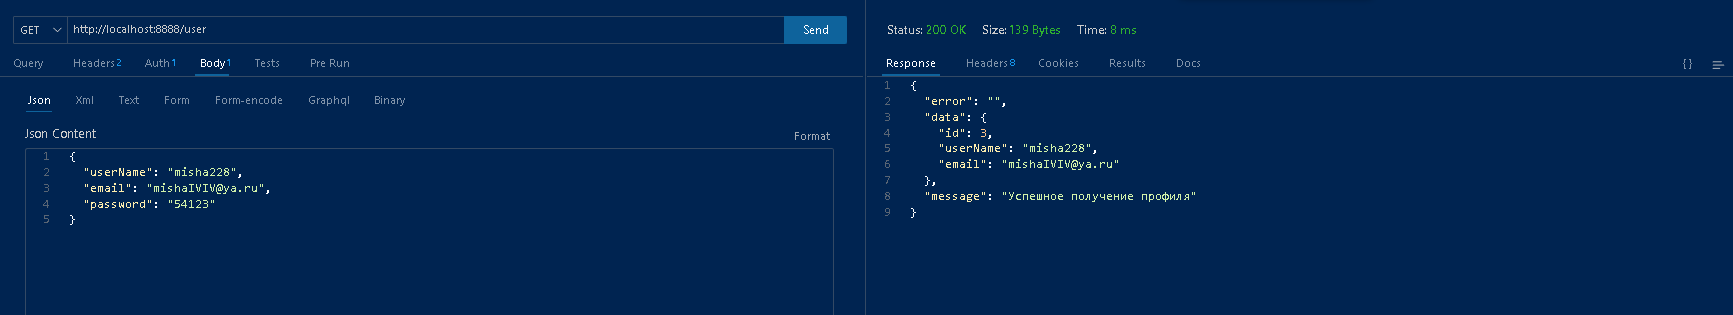 GET http://localhost:8888/user Send
Query Headers2 Auth1 Body1 Tests Pre Run
Json Xml Text Form Form-encode Graphql Binary
Json Content
Format
1 {
2 "userName": "misha228",
3 "email": "mishaIVIV@ya.ru",
4 "password": "54123"
5 }
Status: 200 OK Size: 139 Bytes Time: 8 ms
Response Headers8 Cookies Results Docs {}
1 {
2 "error": "",
3 "data": {
4 "id": 3,
5 "userName": "misha228",
6 "email": "mishaIVIV@ya.ru"
7 },
8 "message": "Успешное получение профиля"
9 }